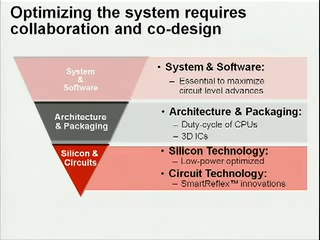 Optimizing the system requires
collaboration and co-design
System
&
Software
• System & Software:
– Essential to maximize
circuit level advances
Architecture
& Packaging
• Architecture & Packaging:
– Duty-cycle of CPUs
– 3D ICs
Silicon &
Circuits
• Silicon Technology:
– Low-power optimized
• Circuit Technology:
– SmartReflex™ innovations